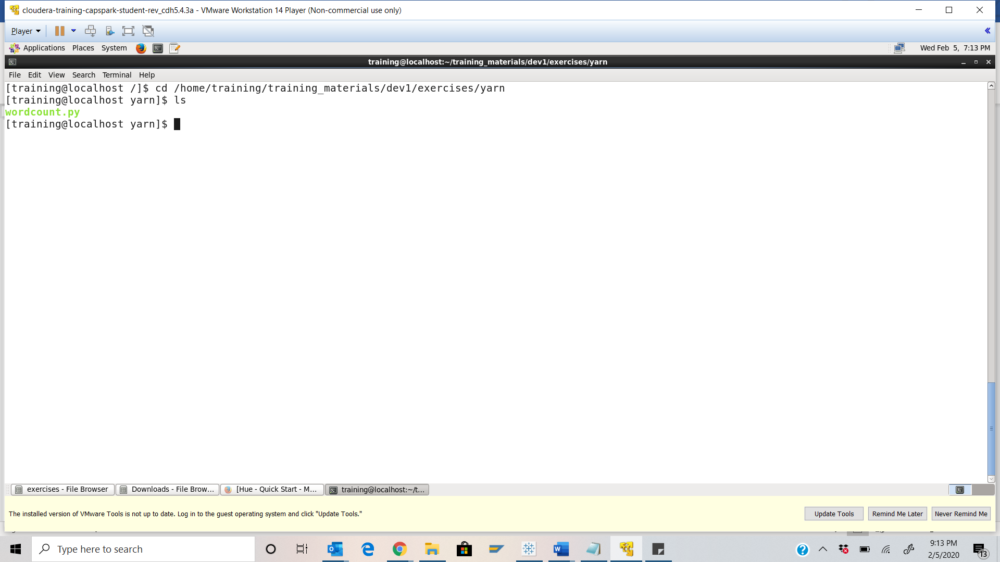 cloudera-training-capspark-student-rev_cdh5.4.3a - VMware Workstation 14 Player (Non-commercial use only)
Player
Applications Places System Wed Feb 5, 7:13 PM
training@localhost:~/training_materials/dev1/exercises/yarn
File Edit View Search Terminal Help
[training@localhost /]$ cd /home/training/training_materials/dev1/exercises/yarn
[training@localhost yarn]$ ls
wordcount.py
[training@localhost yarn]$
exercises - File Browser Downloads - File Brow... [Hue - Quick Start - M... training@localhost:~/t...
The installed version of VMware Tools is not up to date. Log in to the guest operating system and click "Update Tools." Update Tools Remind Me Later Never Remind Me
Type here to search
9:13 PM
2/5/2020
13